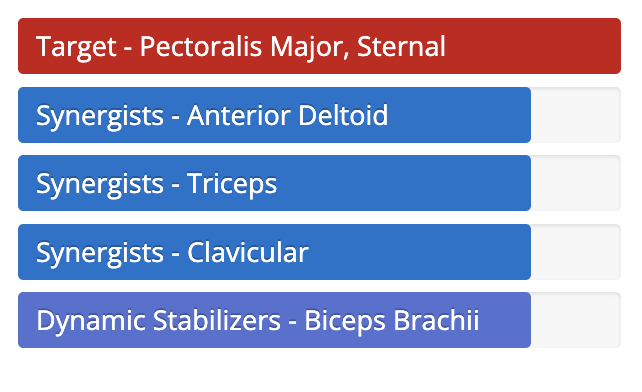 Target - Pectoralis Major, Sternal
Synergists - Anterior Deltoid
Synergists - Triceps
Synergists - Clavicular
Dynamic Stabilizers - Biceps Brachii